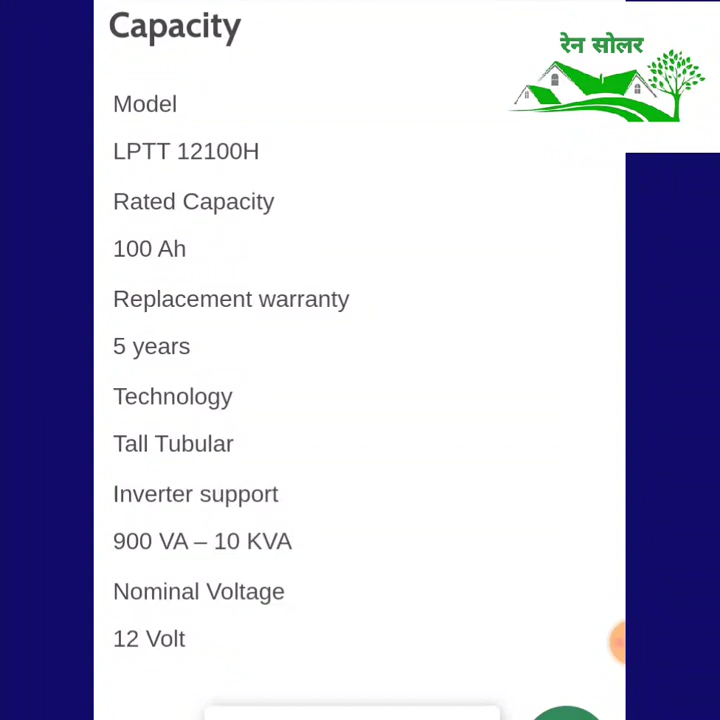 Capacity
रेन सोलर
Model
LPTT 12100H
Rated Capacity
100 Ah
Replacement warranty
5 years
Technology
Tall Tubular
Inverter support
900 VA – 10 KVA
Nominal Voltage
12 Volt